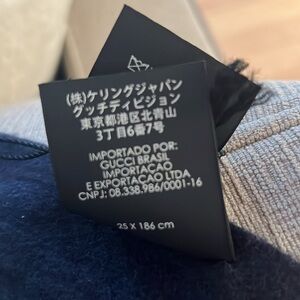 (株)ケリングジャパン
グッチディビジョン
東京都港区北青山
3丁目6番7号
IMPORTADO POR:
GUCCI BRASIL
IMPORTACAO
E EXPORTACAO LTDA
CNPJ: 08.338.986/0001-16
25 X 186 cm